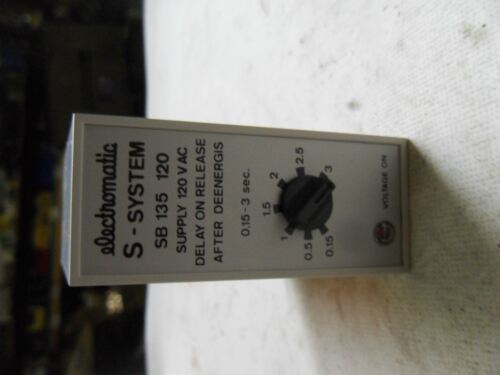 electromatic
S-SYSTEM
SB 135 120
SUPPLY 120 V AC
DELAY ON RELEASE
AFTER DEENERGIS
0,15-3 sec.
2
1.5
2.5
1
3
0.5
0.15
VOLTAGE ON